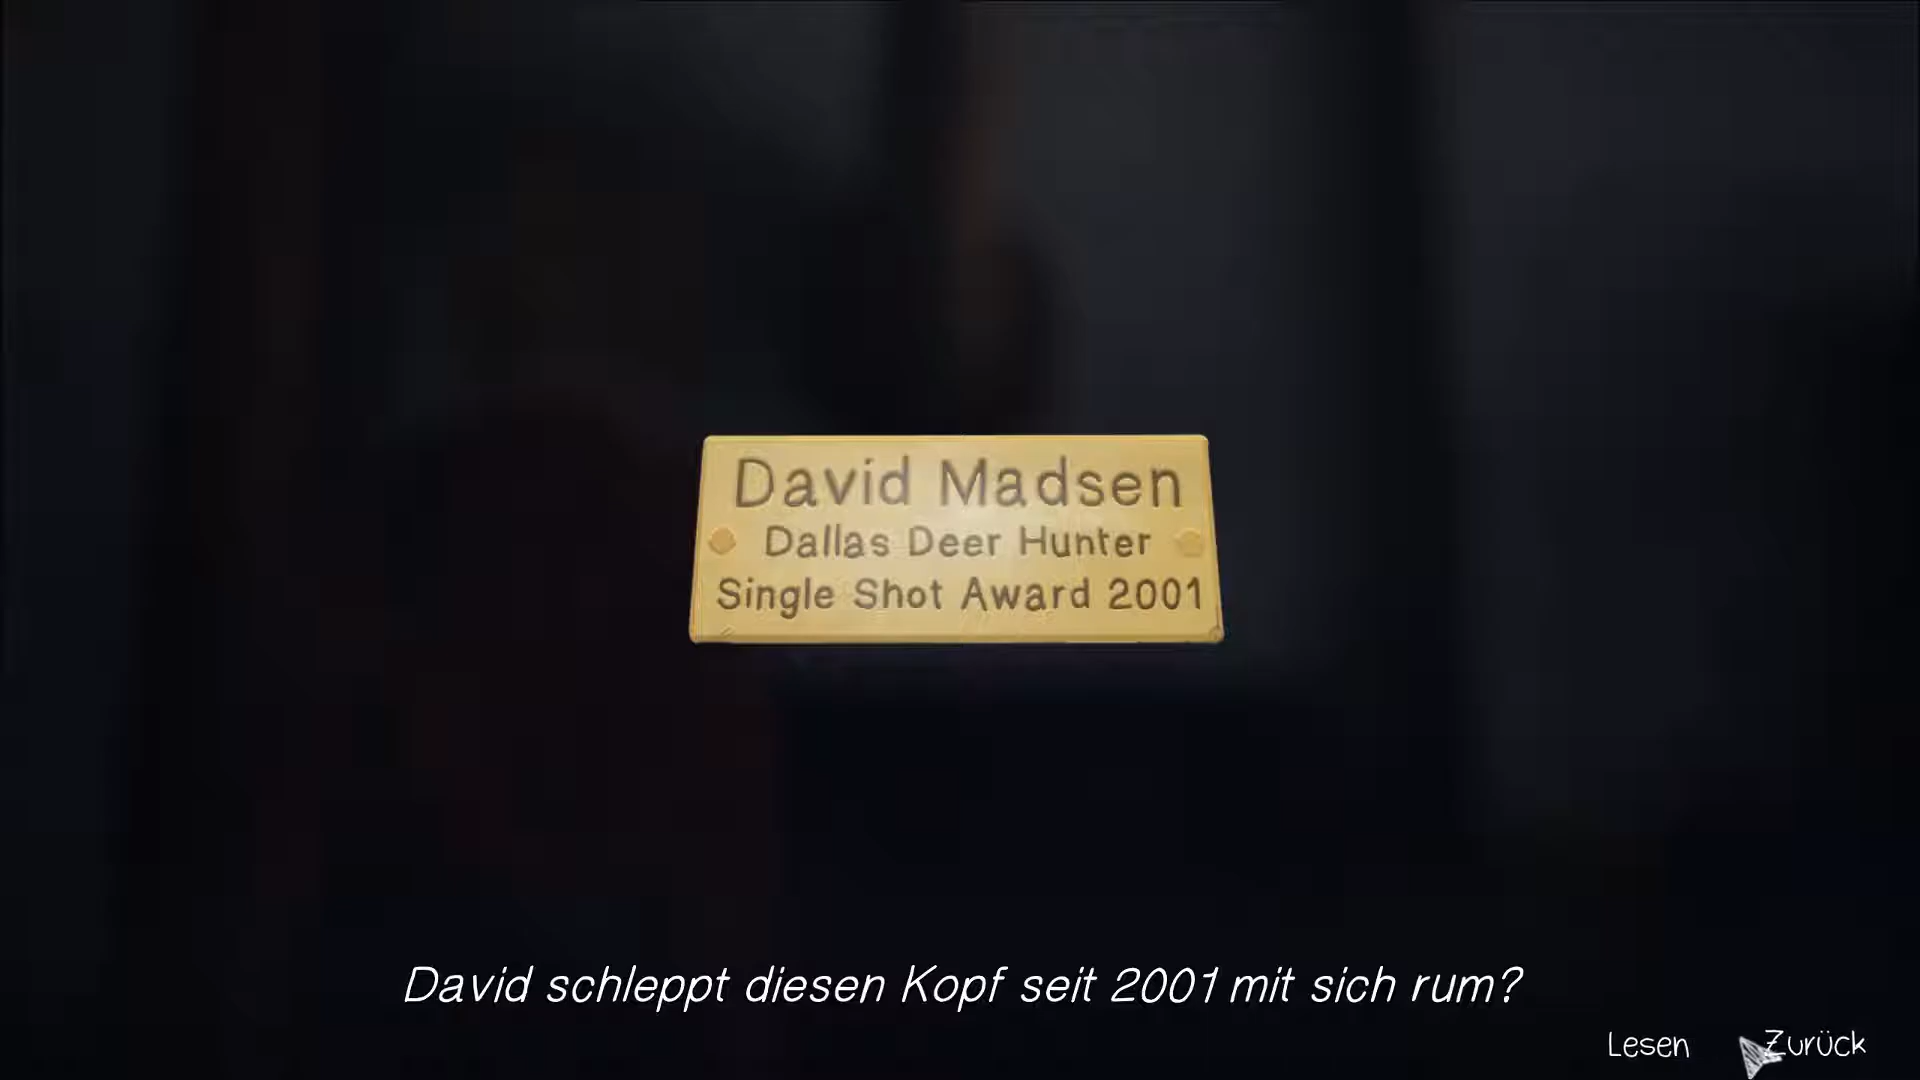 David Madsen
Dallas Deer Hunter
Single Shot Award 2001
David schleppt diesen Kopf seit 2001 mit sich rum?
Lesen
Zurück